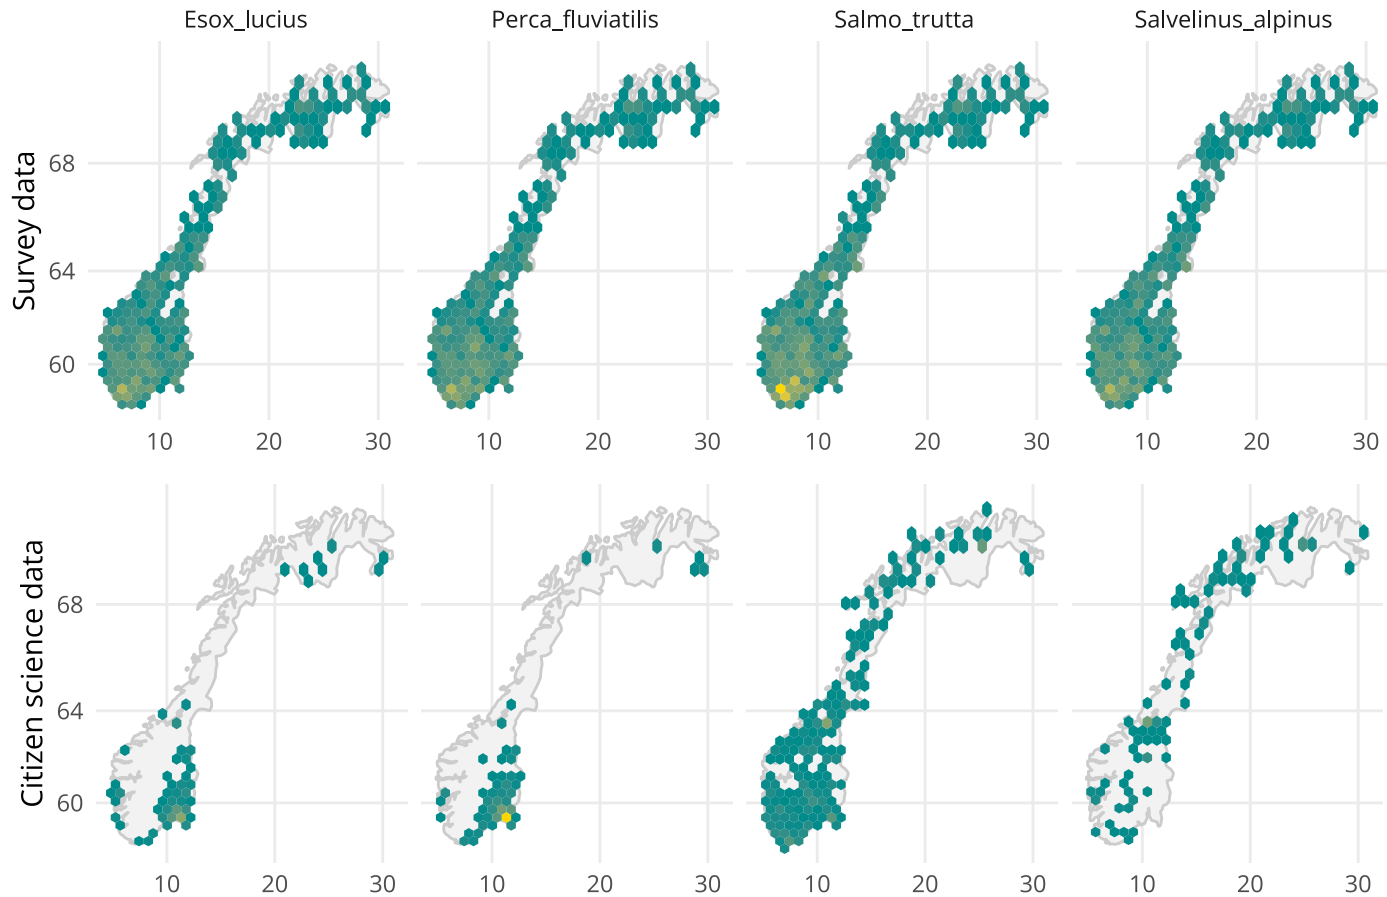 Esox_lucius Perca_fluviatilis Salmo_trutta Salvelinus_alpinus
Survey data
68
64
60
10 20 30 10 20 30 10 20 30 10 20 30
Citizen science data
68
64
60
10 20 30 10 20 30 10 20 30 10 20 30